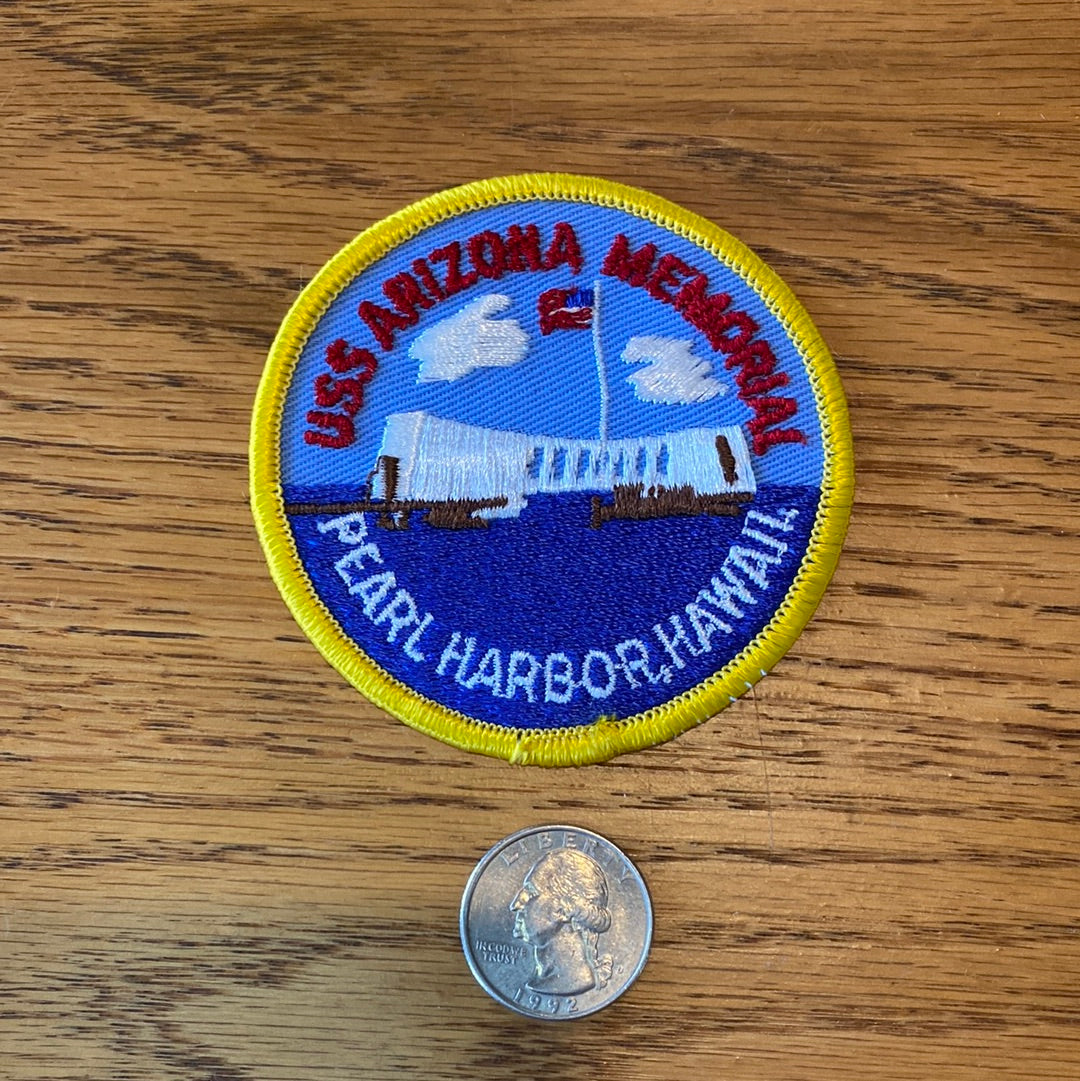 USS ARIZONA MEMORIAL
PEARL HARBOR, HAWAII.
LIBERTY
IN GOD WE
TRUST
1992